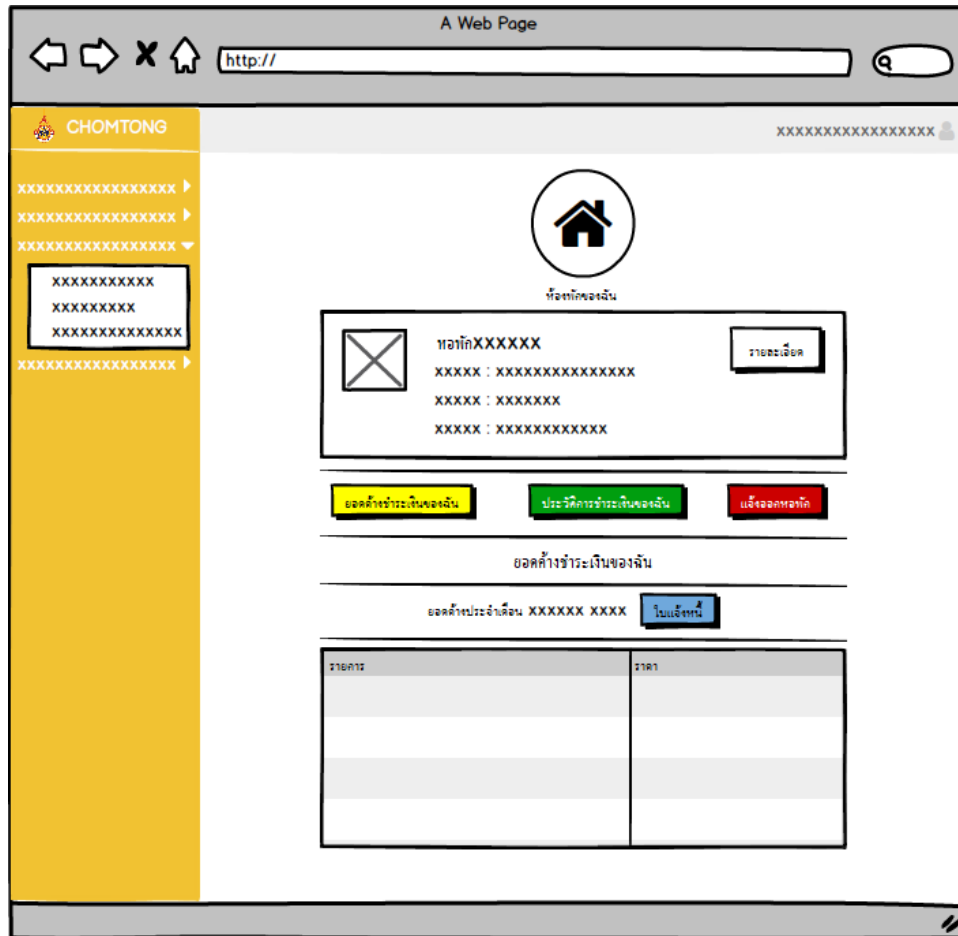 A Web Page
http://
CHOMTONG
xxxxxxxxxxxxxxxxx
xxxxxxxxxxxxxxxxx
xxxxxxxxxxxxxxxxx
xxxxxxxxxxxxxxxxx
xxxxxxxxxxx
xxxxxxxxx
xxxxxxxxxxxxxx
xxxxxxxxxxxxxxxxx
ห้องพักของฉัน
หอพักXXXXXX
รายละเอียด
xxxxx : xxxxxxxxxxxxxxx
xxxxx : xxxxxxx
xxxxx : xxxxxxxxxxxx
ยอดค้างชำระเงินของฉัน
ประวัติการชำระเงินของฉัน
แจ้งออกหอพัก
ยอดค้างชำระเงินของฉัน
ยอดค้างประจำเดือน XXXXXX XXXX ใบแจ้งหนี้
รายการ ราคา